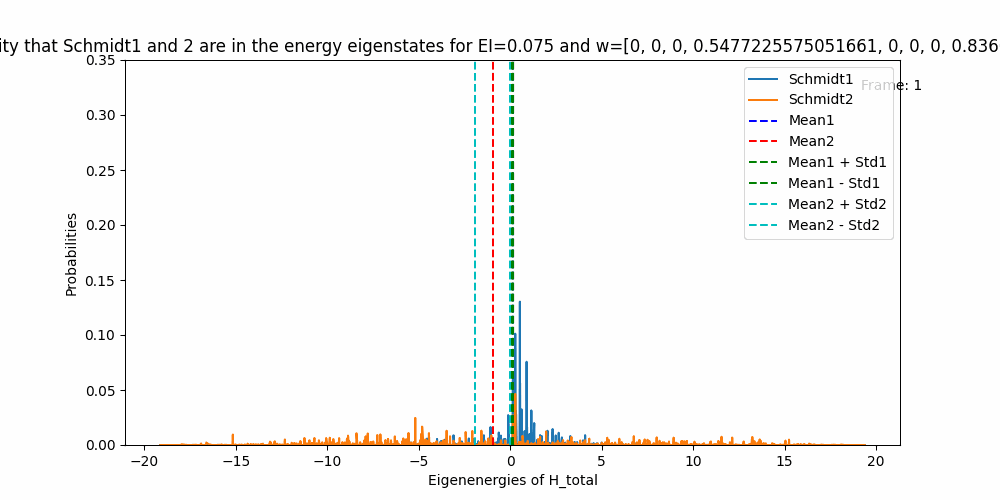 ity that Schmidt1 and 2 are in the energy eigenstates for EI=0.075 and w=[0, 0, 0, 0.5477225575051661, 0, 0, 0, 0.836
Frame: 1
Schmidt1
Schmidt2
Mean1
Mean2
Mean1 + Std1
Mean1 - Std1
Mean2 + Std2
Mean2 - Std2
0.35
0.30
0.25
0.20
0.15
0.10
0.05
0.00
Probabilities
−20
−15
−10
−5
0
5
10
15
20
Eigenenergies of H_total